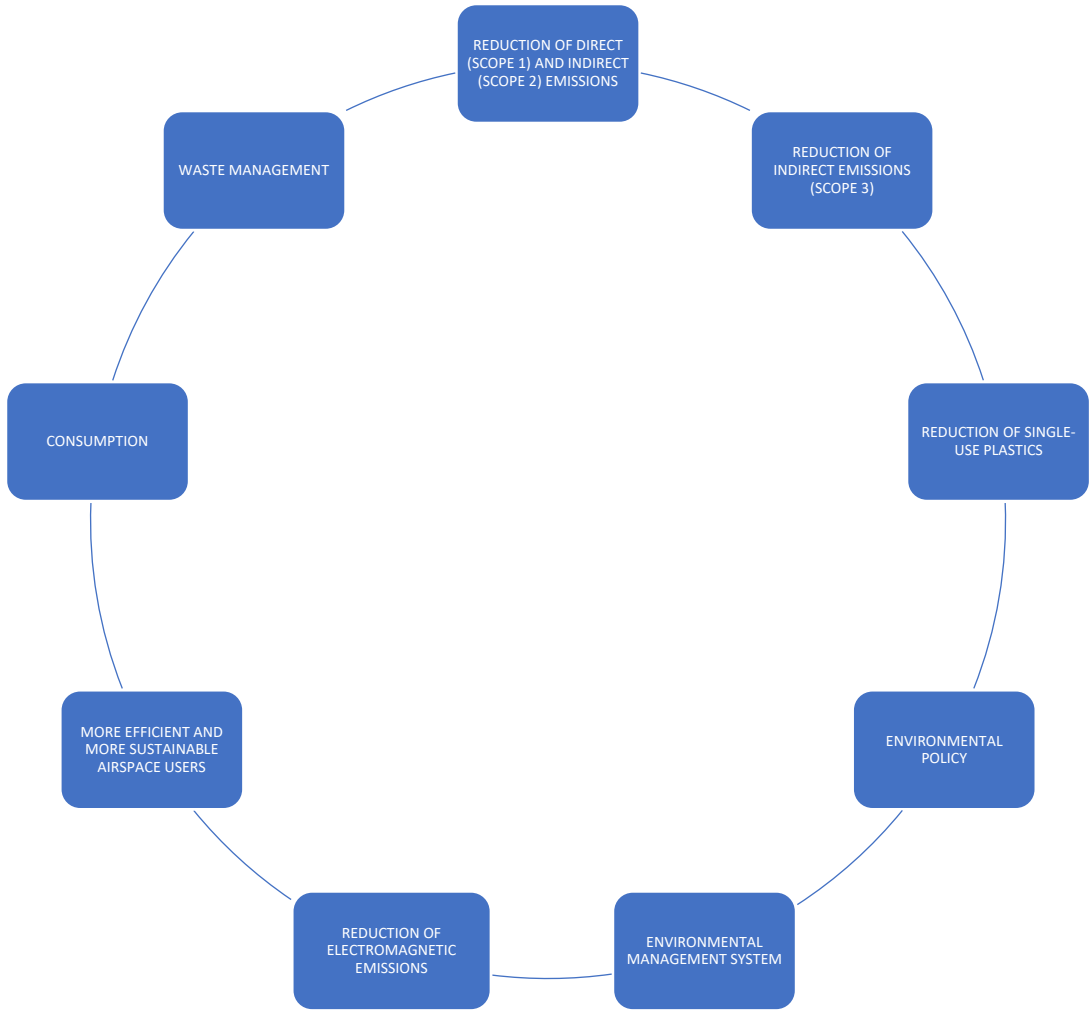 REDUCTION OF DIRECT
(SCOPE 1) AND INDIRECT
(SCOPE 2) EMISSIONS
REDUCTION OF
INDIRECT EMISSIONS
(SCOPE 3)
REDUCTION OF SINGLE-
USE PLASTICS
ENVIRONMENTAL
POLICY
ENVIRONMENTAL
MANAGEMENT SYSTEM
REDUCTION OF
ELECTROMAGNETIC
EMISSIONS
MORE EFFICIENT AND
MORE SUSTAINABLE
AIRSPACE USERS
CONSUMPTION
WASTE MANAGEMENT